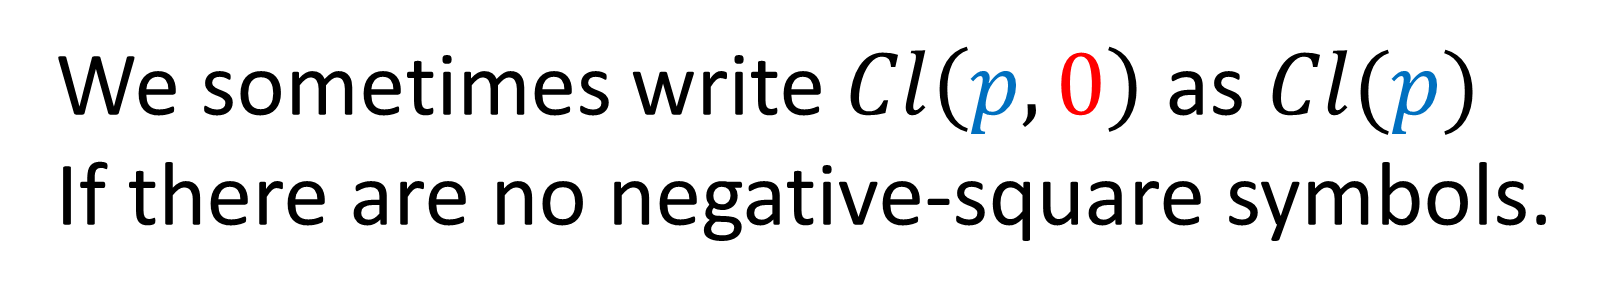 We sometimes write Cl(p, 0) as Cl(p)
If there are no negative-square symbols.